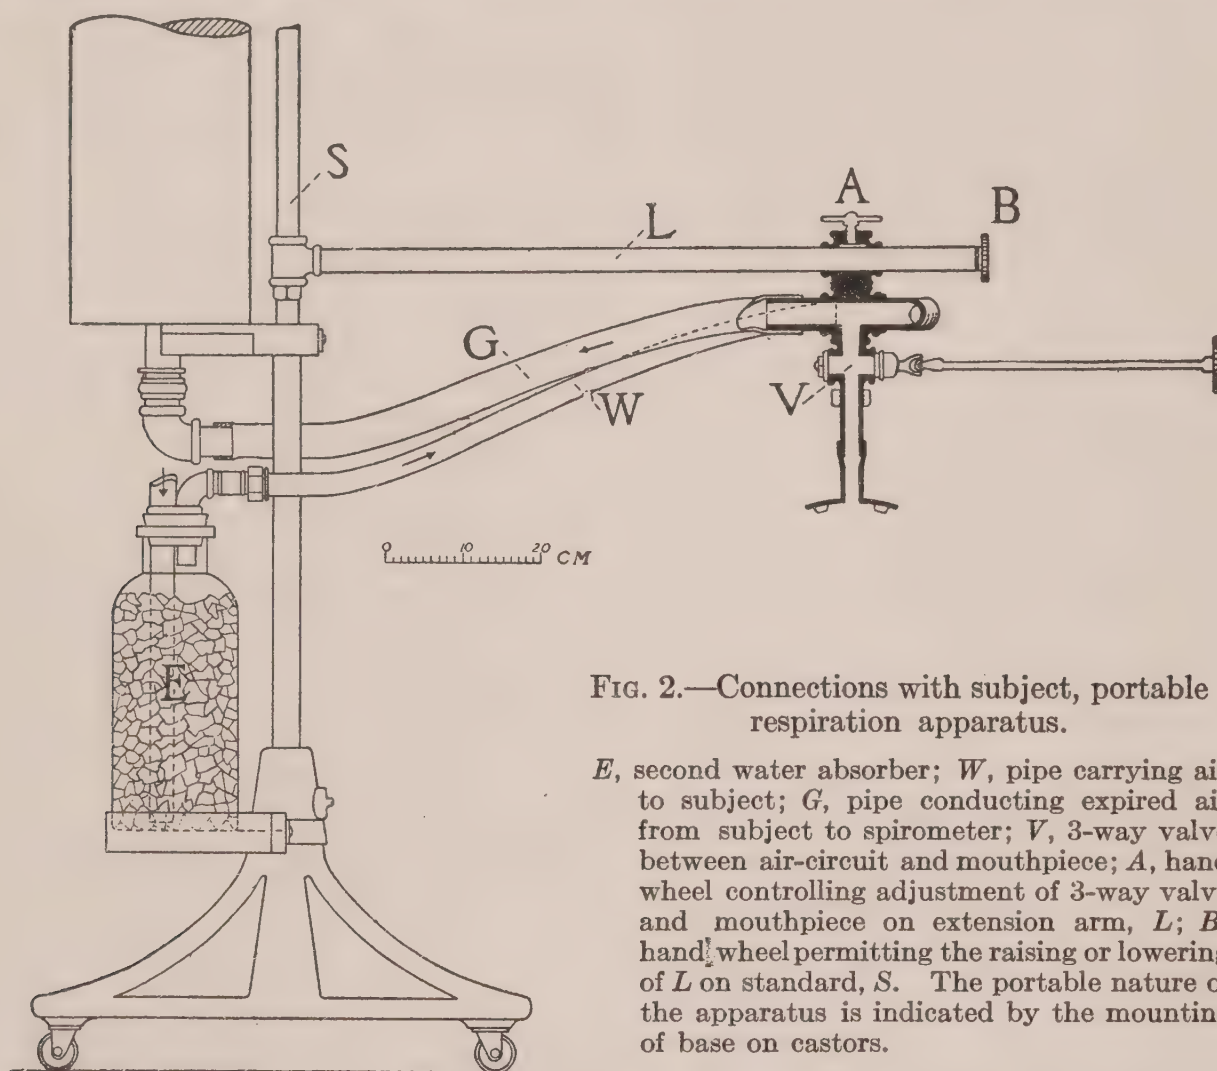 S
A
B
L
G
W
V
0 10 20 CM
E
FIG. 2.—Connections with subject, portable
respiration apparatus.
E, second water absorber; W, pipe carrying ai
to subject; G, pipe conducting expired ai
from subject to spirometer; V, 3-way valv
between air-circuit and mouthpiece; A, hand
wheel controlling adjustment of 3-way valv
and mouthpiece on extension arm, L; B
hand wheel permitting the raising or lowering
of L on standard, S. The portable nature o
the apparatus is indicated by the mountin
of base on castors.